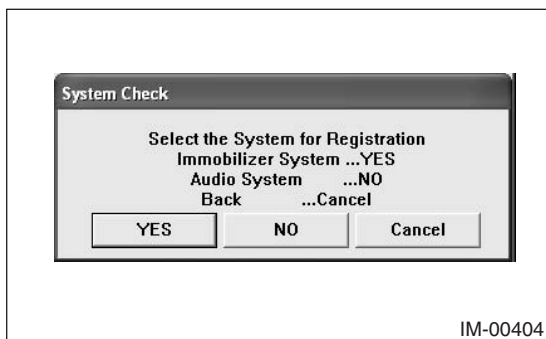 System Check
Select the System for Registration
Immobilizer System ...YES
Audio System ...NO
Back ...Cancel
YES NO Cancel
IM-00404